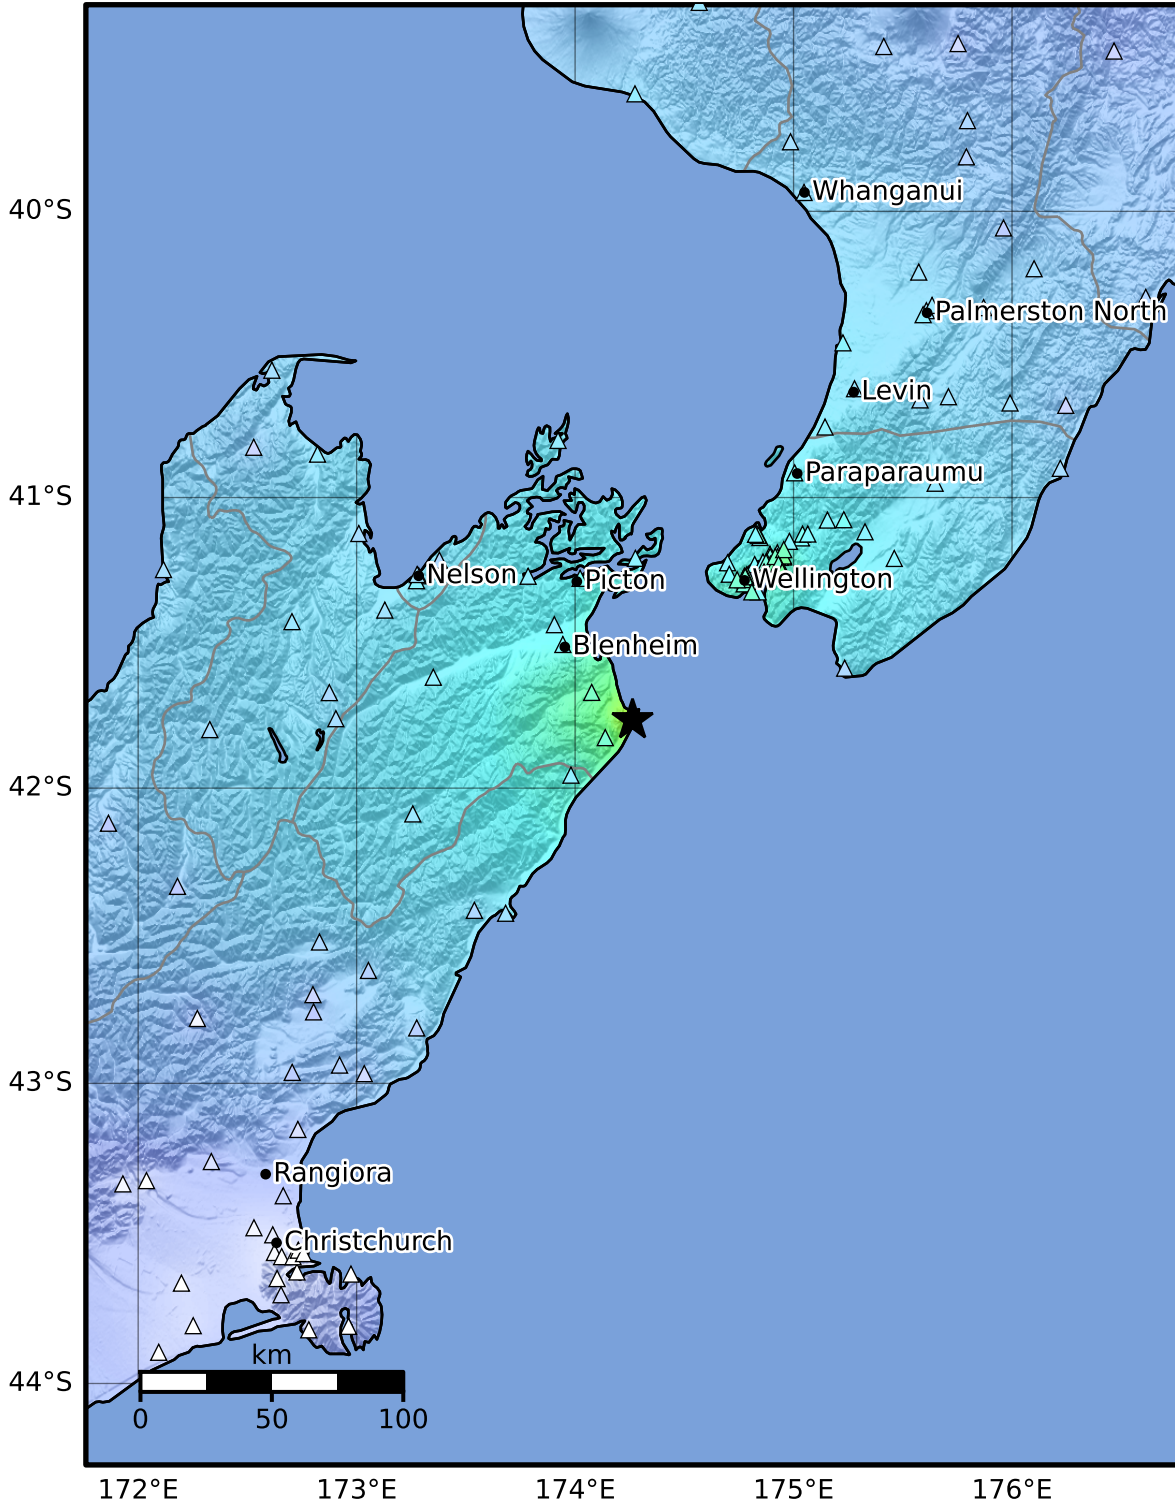 Whanganui
40°S
Palmerston North
Levin
Paraparaumu
41°S
Nelson
Picton
Wellington
Blenheim
42°S
43°S
Rangiora
Christchurch
km
44°S
0 50 100
172°E 173°E 174°E 175°E 176°E